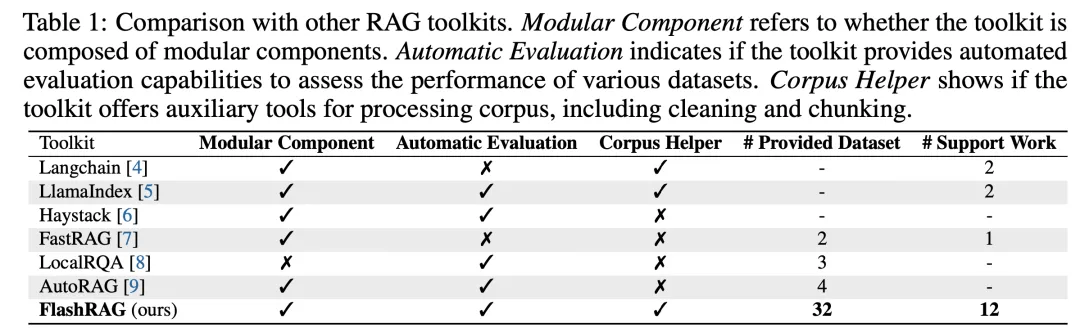 Table 1: Comparison with other RAG toolkits. Modular Component refers to whether the toolkit is
composed of modular components. Automatic Evaluation indicates if the toolkit provides automated
evaluation capabilities to assess the performance of various datasets. Corpus Helper shows if the
toolkit offers auxiliary tools for processing corpus, including cleaning and chunking.
Toolkit Modular Component Automatic Evaluation Corpus Helper # Provided Dataset # Support Work
Langchain [4] ✓ ✗ ✓ - 2
LlamaIndex [5] ✓ ✓ ✓ - 2
Haystack [6] ✓ ✓ ✗ - -
FastRAG [7] ✓ ✗ ✗ 2 1
LocalRQA [8] ✗ ✓ ✗ 3 -
AutoRAG [9] ✓ ✓ ✗ 4 -
FlashRAG (ours) ✓ ✓ ✓ 32 12